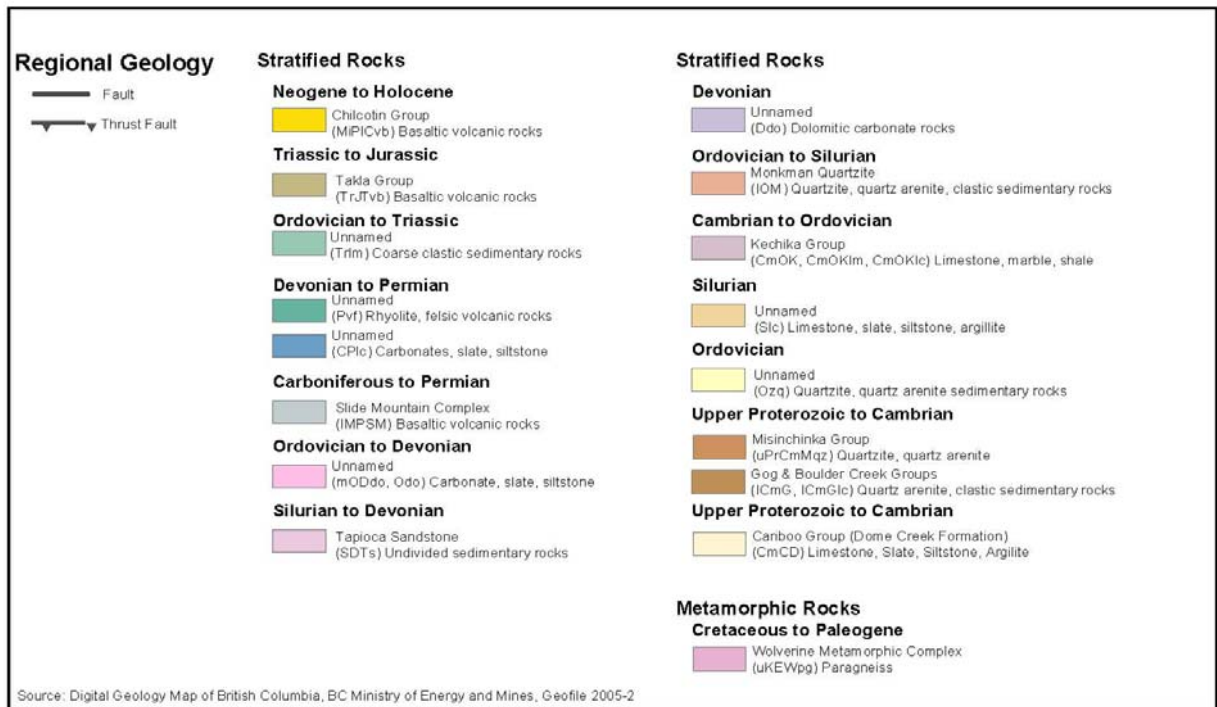 Regional Geology
Fault
Thrust Fault
Stratified Rocks
Neogene to Holocene
Chilcotin Group
(MiPlCvb) Basaltic volcanic rocks
Triassic to Jurassic
Takla Group
(TrJTvb) Basaltic volcanic rocks
Ordovician to Triassic
Unnamed
(Trlm) Coarse clastic sedimentary rocks
Devonian to Permian
Unnamed
(Pvf) Rhyolite, felsic volcanic rocks
Unnamed
(CPlc) Carbonates, slate, siltstone
Carboniferous to Permian
Slide Mountain Complex
(lMPSM) Basaltic volcanic rocks
Ordovician to Devonian
Unnamed
(mODdo, Odo) Carbonate, slate, siltstone
Silurian to Devonian
Tapioca Sandstone
(SDTs) Undivided sedimentary rocks
Stratified Rocks
Devonian
Unnamed
(Ddo) Dolomitic carbonate rocks
Ordovician to Silurian
Monkman Quartzite
(lOM) Quartzite, quartz arenite, clastic sedimentary rocks
Cambrian to Ordovician
Kechika Group
(CmOK, CmOKlm, CmOKlc) Limestone, marble, shale
Silurian
Unnamed
(Slc) Limestone, slate, siltstone, argillite
Ordovician
Unnamed
(Ozq) Quartzite, quartz arenite sedimentary rocks
Upper Proterozoic to Cambrian
Misinchinka Group
(uPrCmMqz) Quartzite, quartz arenite
Gog & Boulder Creek Groups
(lCmG, lCmGlc) Quartz arenite, clastic sedimentary rocks
Upper Proterozoic to Cambrian
Cariboo Group (Dome Creek Formation)
(CmCD) Limestone, Slate, Siltstone, Argilite
Metamorphic Rocks
Cretaceous to Paleogene
Wolverine Metamorphic Complex
(uKEWpg) Paragneiss
Source: Digital Geology Map of British Columbia, BC Ministry of Energy and Mines, Geofile 2005-2